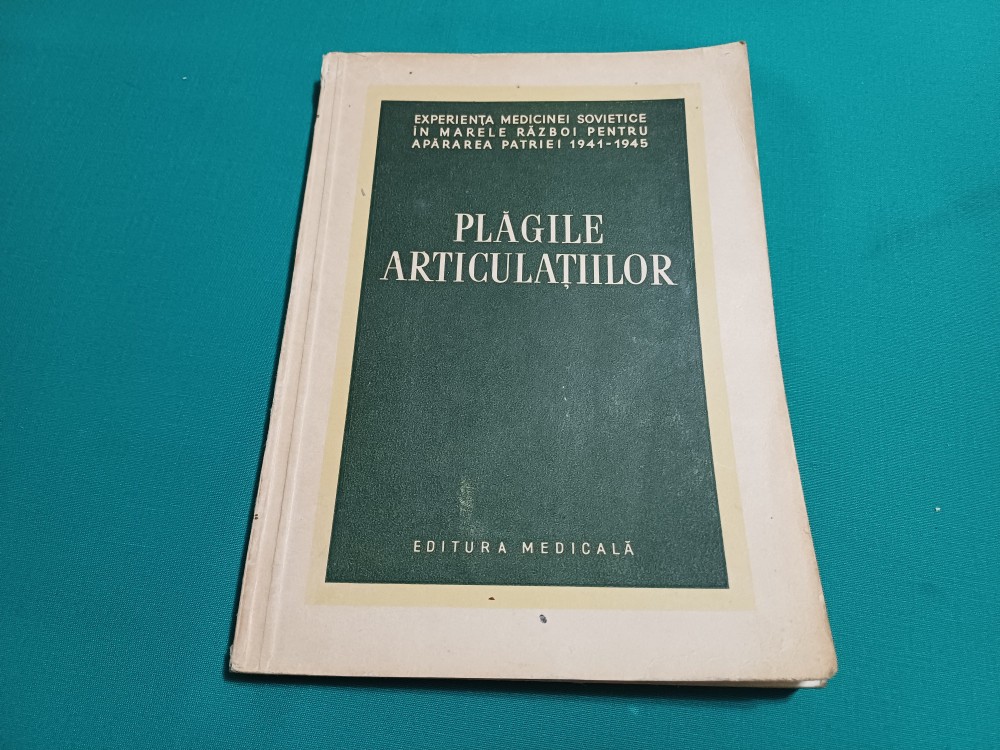 EXPERIENȚA MEDICINEI SOVIETICE
ÎN MARELE RĂZBOI PENTRU
APĂRAREA PATRIEI 1941-1945
PLĂGILE
ARTICULAȚIILOR
EDITURA MEDICALĂ